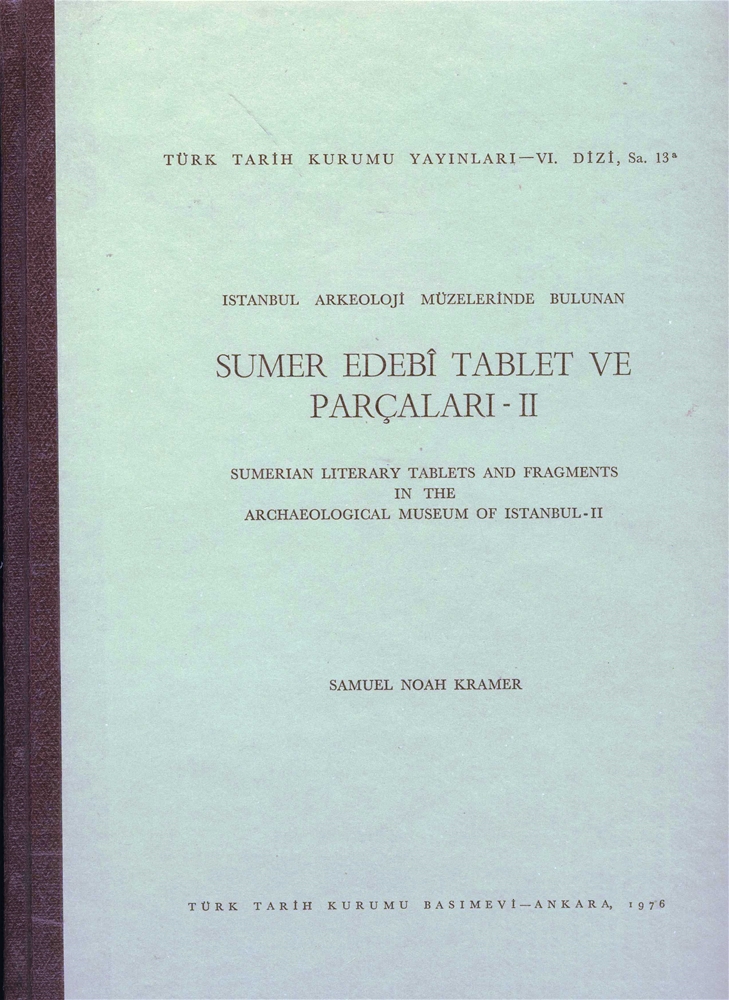 TÜRK TARİH KURUMU YAYINLARI—VI. DİZİ, Sa. 13ª
ISTANBUL ARKEOLOJİ MÜZELERİNDE BULUNAN
SUMER EDEBÎ TABLET VE
PARÇALARI - II
SUMERIAN LITERARY TABLETS AND FRAGMENTS
IN THE
ARCHAEOLOGICAL MUSEUM OF ISTANBUL-II
SAMUEL NOAH KRAMER
TÜRK TARİH KURUMU BASIMEVİ—ANKARA, 1976